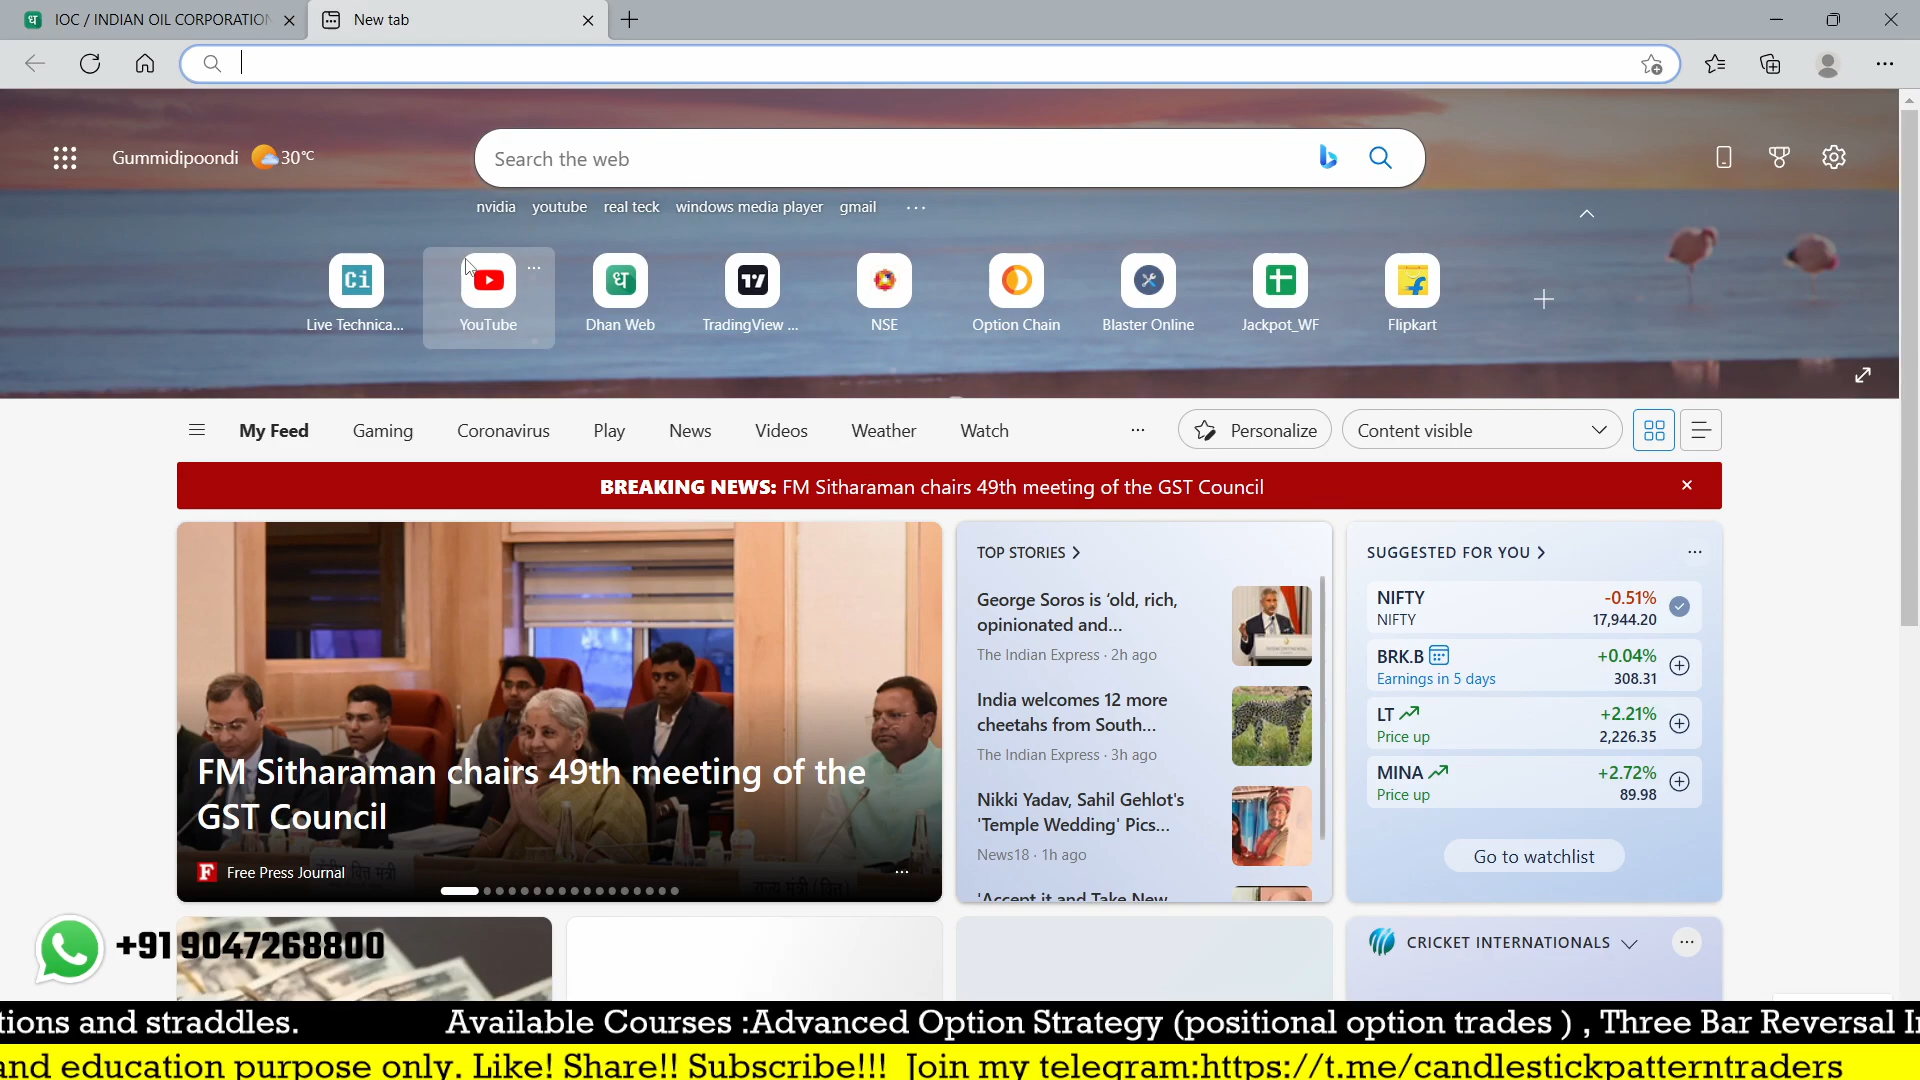 IOC / INDIAN OIL CORPORATION
New tab
Gummidipoondi 30°C
Search the web
nvidia youtube real teck windows media player gmail ...
Ci
Live Technica...
YouTube
Dhan Web
TradingView ...
NSE
Option Chain
Blaster Online
Jackpot_WF
Flipkart
My Feed Gaming Coronavirus Play News Videos Weather Watch ... Personalize Content visible
BREAKING NEWS: FM Sitharaman chairs 49th meeting of the GST Council
FM Sitharaman chairs 49th meeting of the
GST Council
Free Press Journal
TOP STORIES
George Soros is ‘old, rich,
opinionated and...
The Indian Express · 2h ago
India welcomes 12 more
cheetahs from South...
The Indian Express · 3h ago
Nikki Yadav, Sahil Gehlot's
'Temple Wedding' Pics...
News18 · 1h ago
'Accept it and Take New
SUGGESTED FOR YOU
NIFTY -0.51%
NIFTY 17,944.20
BRK.B +0.04%
Earnings in 5 days 308.31
LT +2.21%
Price up 2,226.35
MINA +2.72%
Price up 89.98
Go to watchlist
CRICKET INTERNATIONALS
+91 9047268800
tions and straddles. Available Courses :Advanced Option Strategy (positional option trades ) , Three Bar Reversal I
and education purpose only. Like! Share!! Subscribe!!! Join my telegram:https://t.me/candlestickpatterntraders